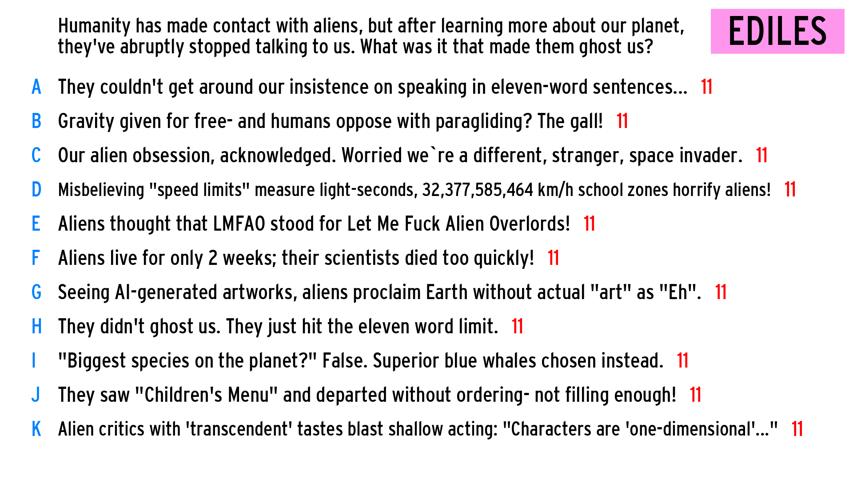 Humanity has made contact with aliens, but after learning more about our planet,
they've abruptly stopped talking to us. What was it that made them ghost us?
EDILES
A They couldn't get around our insistence on speaking in eleven-word sentences... 11
B Gravity given for free- and humans oppose with paragliding? The gall! 11
C Our alien obsession, acknowledged. Worried we`re a different, stranger, space invader. 11
D Misbelieving "speed limits" measure light-seconds, 32,377,585,464 km/h school zones horrify aliens! 11
E Aliens thought that LMFAO stood for Let Me Fuck Alien Overlords! 11
F Aliens live for only 2 weeks; their scientists died too quickly! 11
G Seeing AI-generated artworks, aliens proclaim Earth without actual "art" as "Eh". 11
H They didn't ghost us. They just hit the eleven word limit. 11
I "Biggest species on the planet?" False. Superior blue whales chosen instead. 11
J They saw "Children's Menu" and departed without ordering- not filling enough! 11
K Alien critics with 'transcendent' tastes blast shallow acting: "Characters are 'one-dimensional'..." 11